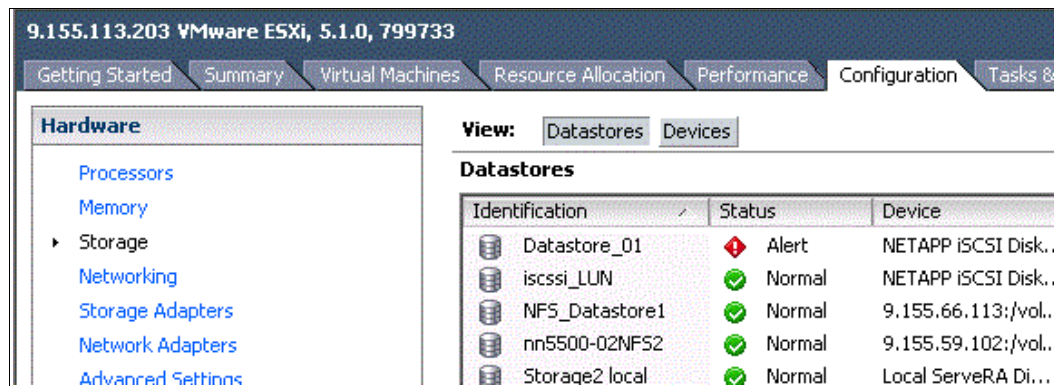 9.155.113.203 VMware ESXi, 5.1.0, 799733
Getting Started Summary Virtual Machines Resource Allocation Performance Configuration Tasks &
Hardware
Processors
Memory
Storage
Networking
Storage Adapters
Network Adapters
Advanced Settings
View: Datastores Devices
Datastores
Identification Status Device
Datastore_01 Alert NETAPP iSCSI Disk...
iscssi_LUN Normal NETAPP iSCSI Disk...
NFS_Datastore1 Normal 9.155.66.113:/vol...
nn5500-02NFS2 Normal 9.155.59.102:/vol...
Storage2 local Normal Local ServeRA Di...